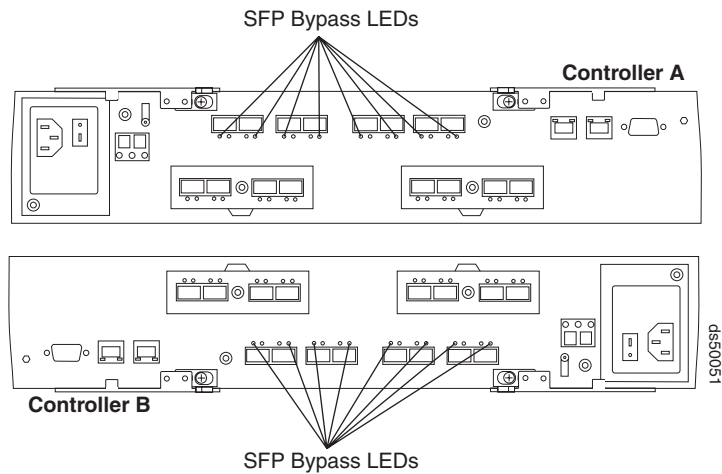 SFP Bypass LEDs
Controller A
Controller B
SFP Bypass LEDs
ds50051